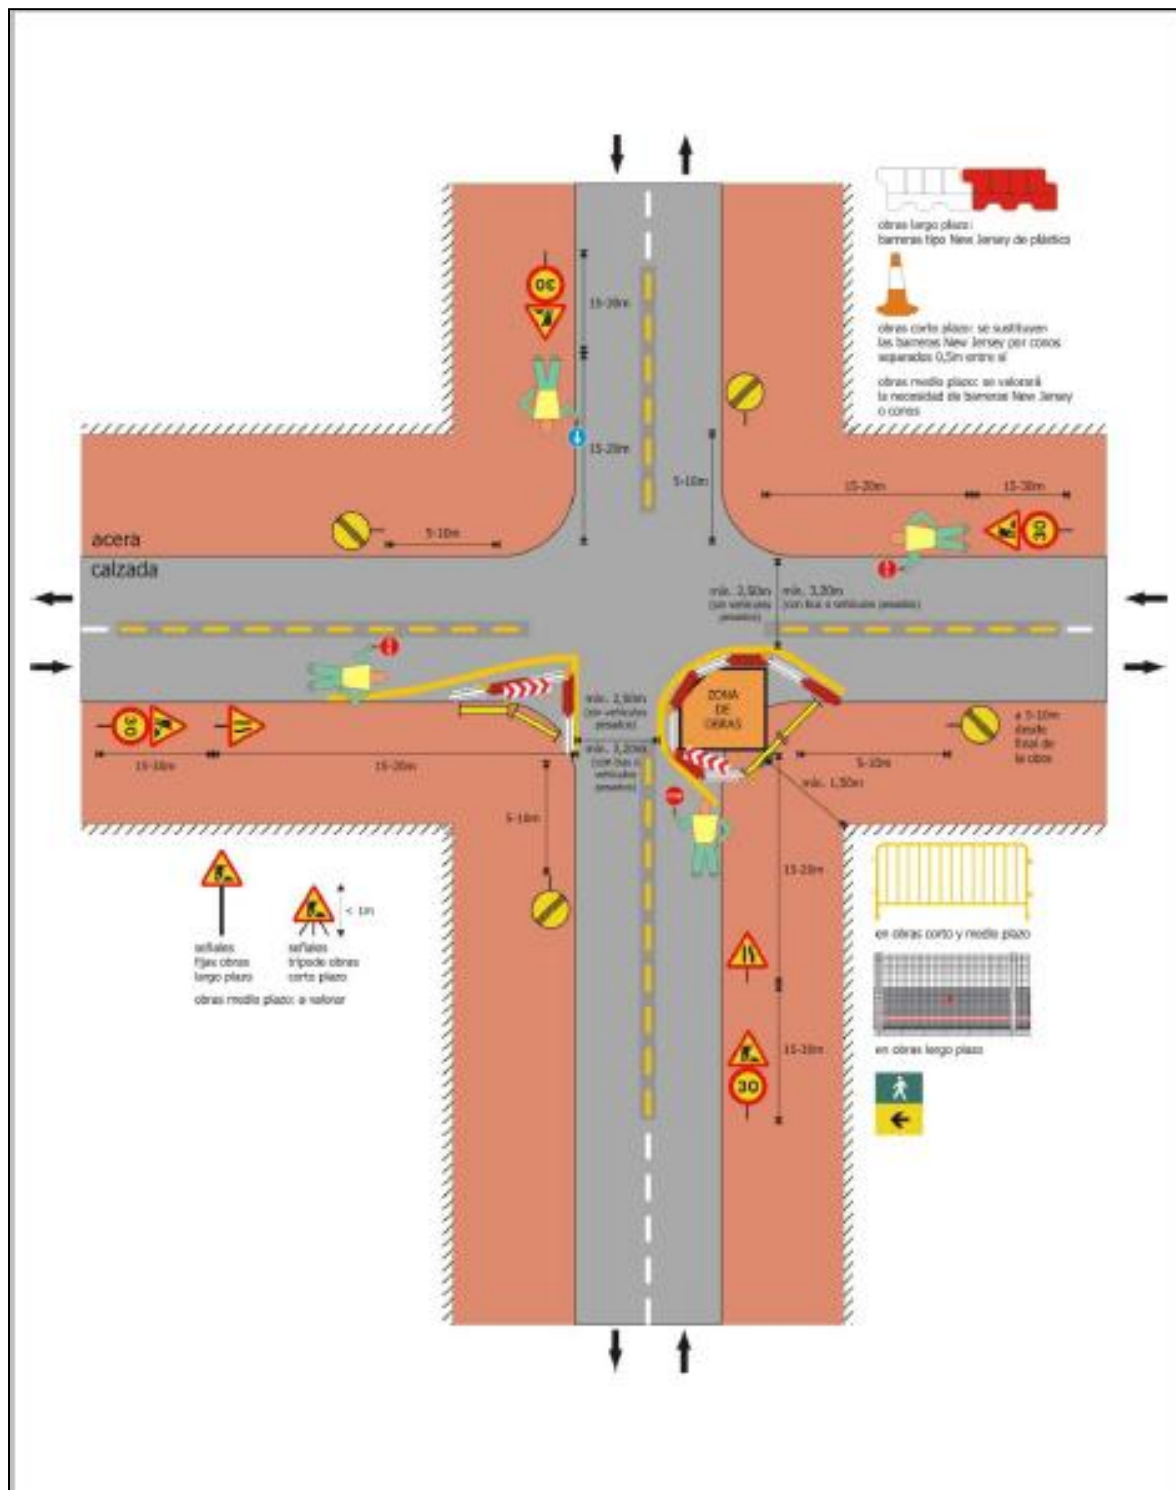 obras largo plazo:
barreras tipo New Jersey de plástico
30
15-30m
obras corto plazo: se sustituyen
las barreras New Jersey por conos
separados 0,5m entre sí
obras medio plazo: se valorará
la necesidad de barreras New Jersey
o conos
15-20m
5-10m
15-20m
15-30m
30
5-10m
acera
calzada
mín. 2,50m
(sin vehículos
pesados)
mín. 3,20m
(con bus o vehículos pesados)
ZONA
DE
OBRAS
mín. 2,50m
(sin vehículos
pesados)
mín. 3,20m
(con bus o
vehículos
pesados)
30
15-30m
15-20m
a 5-10m
desde
final de
la obra
5-10m
mín. 1,50m
5-10m
15-20m
< 1m
señales
fijas obras
largo plazo
señales
trípode obras
corto plazo
obras medio plazo: a valorar
en obras corto y medio plazo
15-20m
30
en obras largo plazo